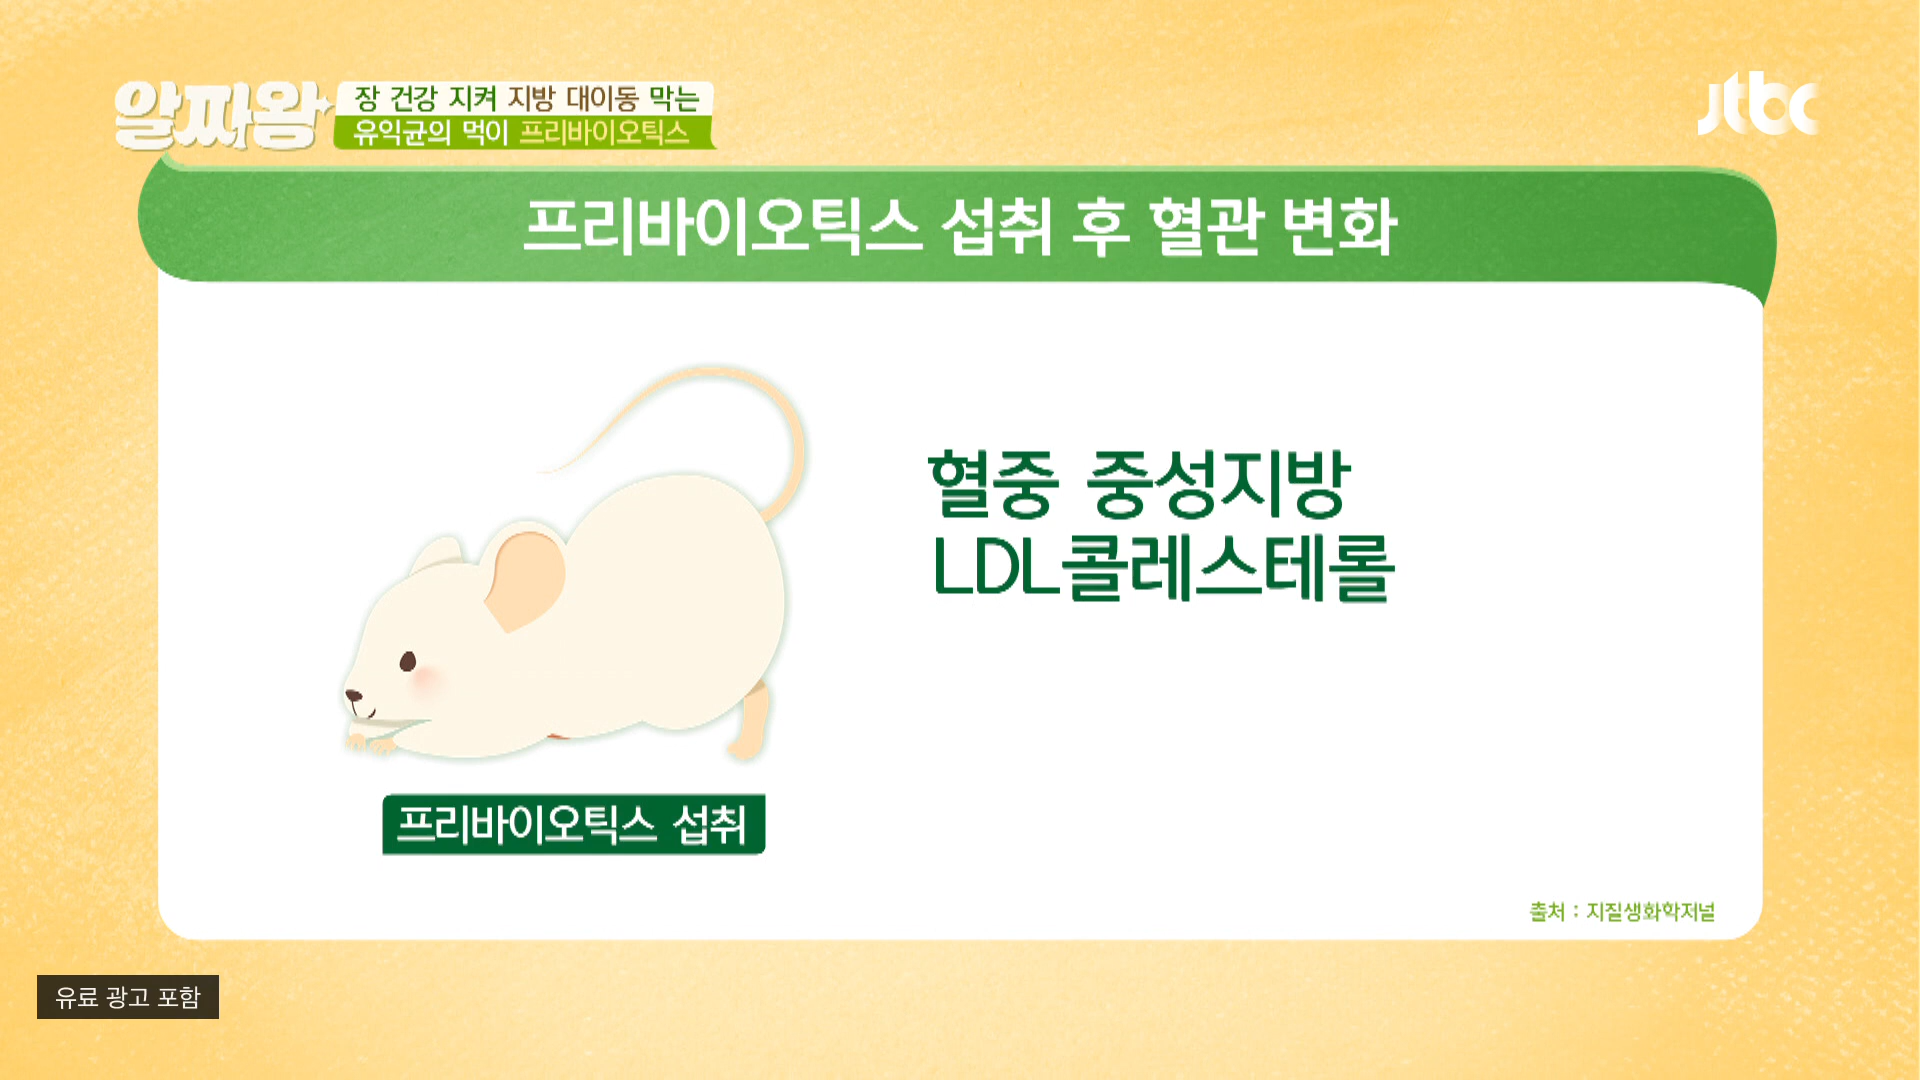 알짜왕
장 건강 지켜 지방 대이동 막는
유익균의 먹이 프리바이오틱스
jtbc
프리바이오틱스 섭취 후 혈관 변화
혈중 중성지방
LDL콜레스테롤
프리바이오틱스 섭취
출처 : 지질생화학저널
유료 광고 포함